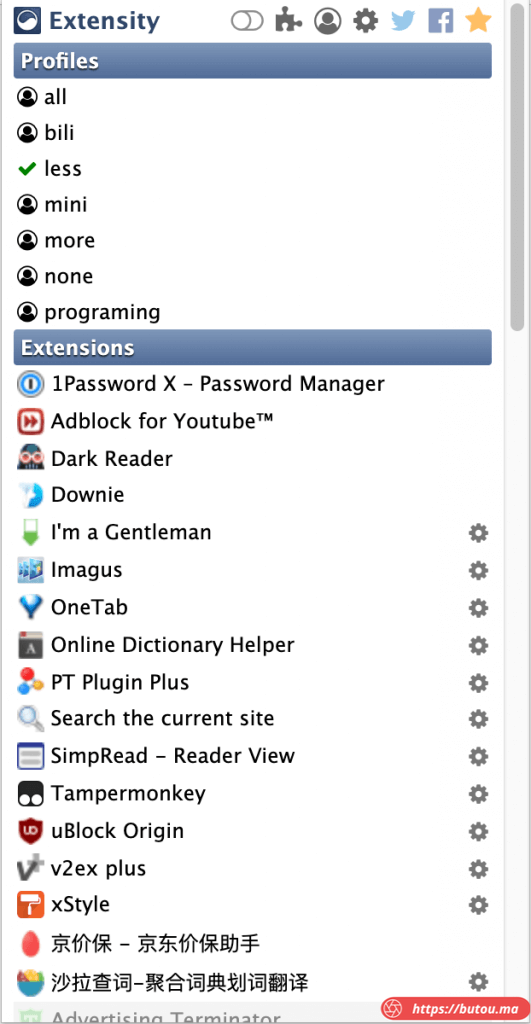 Extensity
Profiles
all
bili
less
mini
more
none
programing
Extensions
1Password X – Password Manager
Adblock for Youtube™
Dark Reader
Downie
I'm a Gentleman
Imagus
OneTab
Online Dictionary Helper
PT Plugin Plus
Search the current site
SimpRead – Reader View
Tampermonkey
uBlock Origin
v2ex plus
xStyle
京价保 – 京东价保助手
沙拉查词-聚合词典划词翻译
Advertising Terminator
https://butou.ma